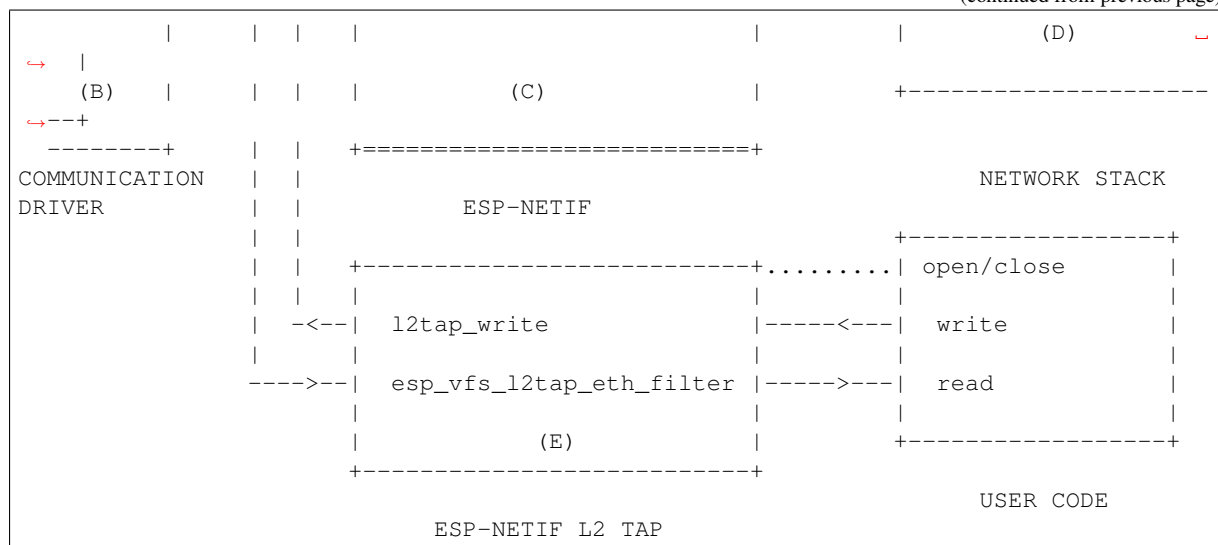 (continued from previous page)
          |     |  |   |                           |         |         (D)        ␣
↪   |
    (B)   |     |  |   |          (C)              |         +---------------------
↪--+
  --------+     |  |   +===========================+
COMMUNICATION   |  |                                               NETWORK STACK
DRIVER          |  |           ESP-NETIF
                |  |                                         +------------------+
                |  |   +---------------------------+.........| open/close       |
                |  |   |                           |         |                  |
                |  -<--|  l2tap_write              |-----<---|  write           |
                |      |                           |         |                  |
                ---->--|  esp_vfs_l2tap_eth_filter |----->---|  read            |
                       |                           |         |                  |
                       |            (E)            |         +------------------+
                       +---------------------------+
                                                                  USER CODE
                            ESP-NETIF L2 TAP